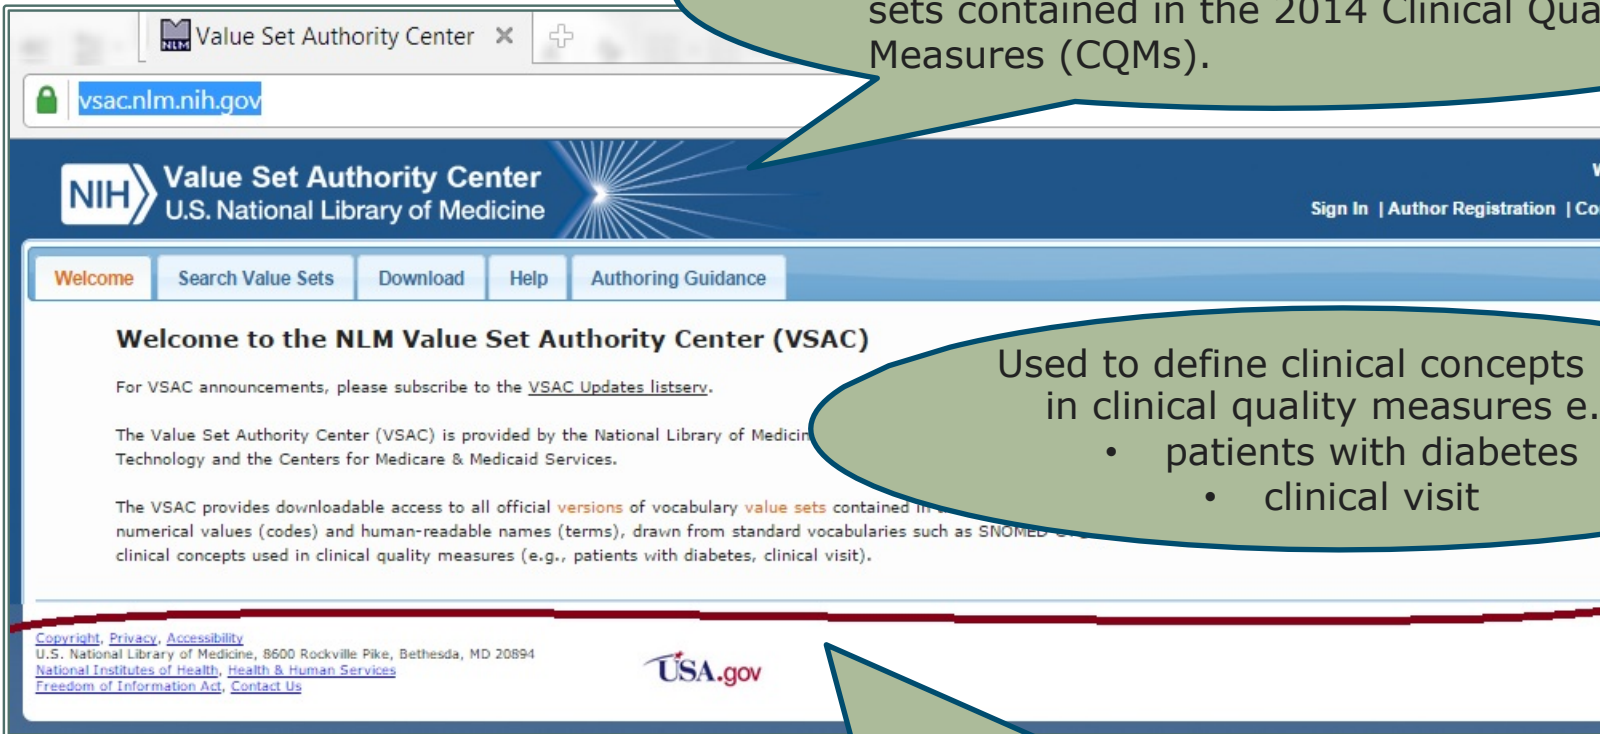 sets contained in the 2014 Clinical Qua
Measures (CQMs).
Value Set Authority Center
NLM
vsac.nlm.nih.gov
NIH
Value Set Authority Center
U.S. National Library of Medicine
Sign In | Author Registration | Co
Welcome Search Value Sets Download Help Authoring Guidance
Welcome to the NLM Value Set Authority Center (VSAC)
For VSAC announcements, please subscribe to the VSAC Updates listserv.
The Value Set Authority Center (VSAC) is provided by the National Library of Medicin
Technology and the Centers for Medicare & Medicaid Services.
The VSAC provides downloadable access to all official versions of vocabulary value sets contained in
numerical values (codes) and human-readable names (terms), drawn from standard vocabularies such as SNOMED
clinical concepts used in clinical quality measures (e.g., patients with diabetes, clinical visit).
Used to define clinical concepts
in clinical quality measures e.
• patients with diabetes
• clinical visit
Copyright, Privacy, Accessibility
U.S. National Library of Medicine, 8600 Rockville Pike, Bethesda, MD 20894
National Institutes of Health, Health & Human Services
Freedom of Information Act, Contact Us
USA.gov